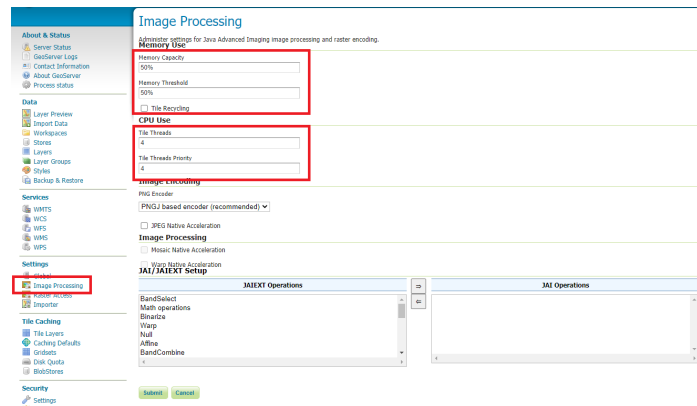 About & Status
Server Status
GeoServer Logs
Contact Information
About GeoServer
Process status
Data
Layer Preview
Import Data
Workspaces
Stores
Layers
Layer Groups
Styles
Backup & Restore
Services
WMTS
WCS
WFS
WMS
WPS
Settings
Global
Image Processing
Raster Access
Importer
Tile Caching
Tile Layers
Caching Defaults
Gridsets
Disk Quota
BlobStores
Security
Settings
Image Processing
Administer settings for Java Advanced Imaging image processing and raster encoding.
Memory Use
Memory Capacity
50%
Memory Threshold
50%
Tile Recycling
CPU Use
Tile Threads
4
Tile Threads Priority
4
Image Encoding
PNG Encoder
PNGJ based encoder (recommended)
JPEG Native Acceleration
Image Processing
Mosaic Native Acceleration
Warp Native Acceleration
JAI/JAIEXT Setup
JAIEXT Operations
JAI Operations
BandSelect
Math operations
Binarize
Warp
Null
Affine
BandCombine
Submit Cancel